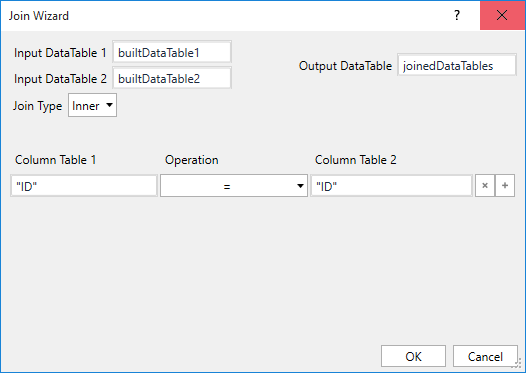 Join Wizard ?
Input DataTable 1 builtDataTable1
Input DataTable 2 builtDataTable2
Output DataTable joinedDataTables
Join Type Inner
Column Table 1 Operation Column Table 2
"ID" = "ID" × +
OK Cancel